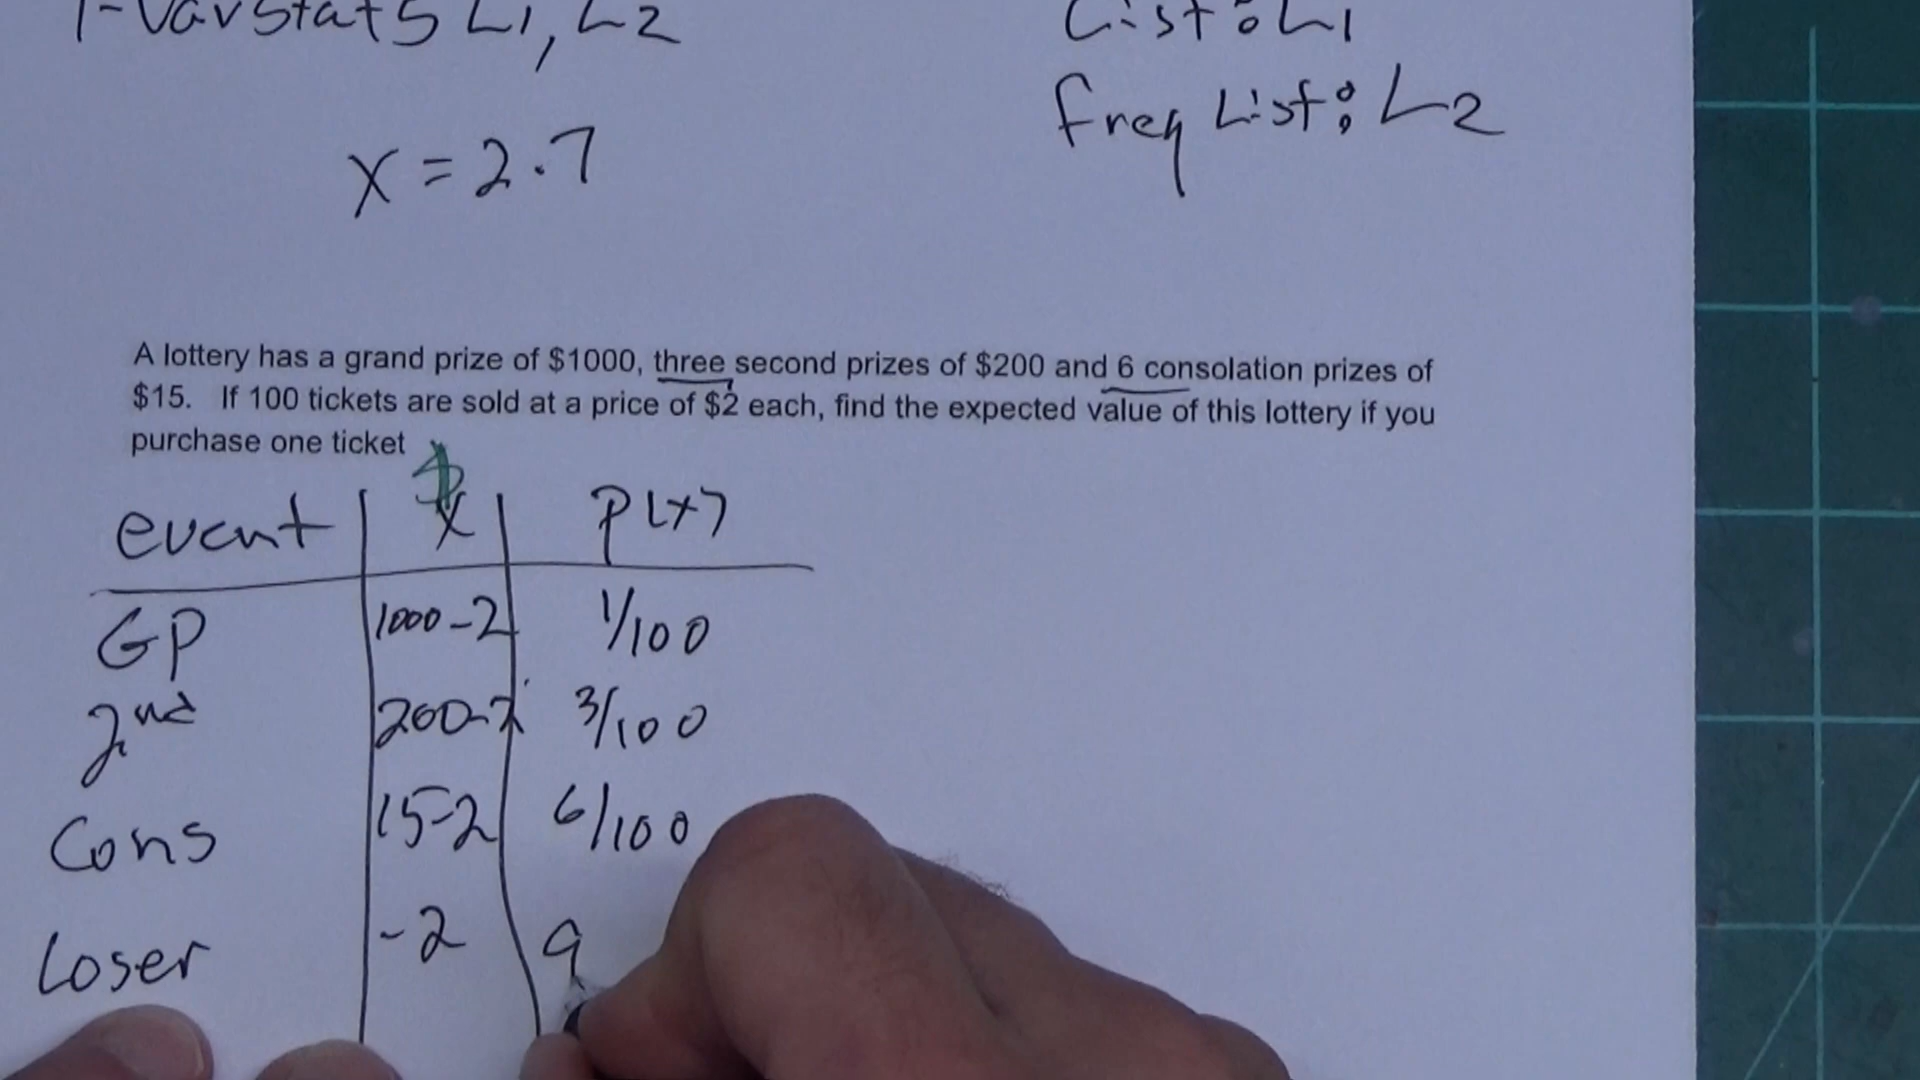 1-Var Stats L1, L2
List: L1
freq List: L2
x = 2.7
A lottery has a grand prize of $1000, three second prizes of $200 and 6 consolation prizes of
$15. If 100 tickets are sold at a price of $2 each, find the expected value of this lottery if you
purchase one ticket
$
event x P(x)
GP 1000-2 1/100
2nd 200-2 3/100
Cons 15-2 6/100
Loser -2 9